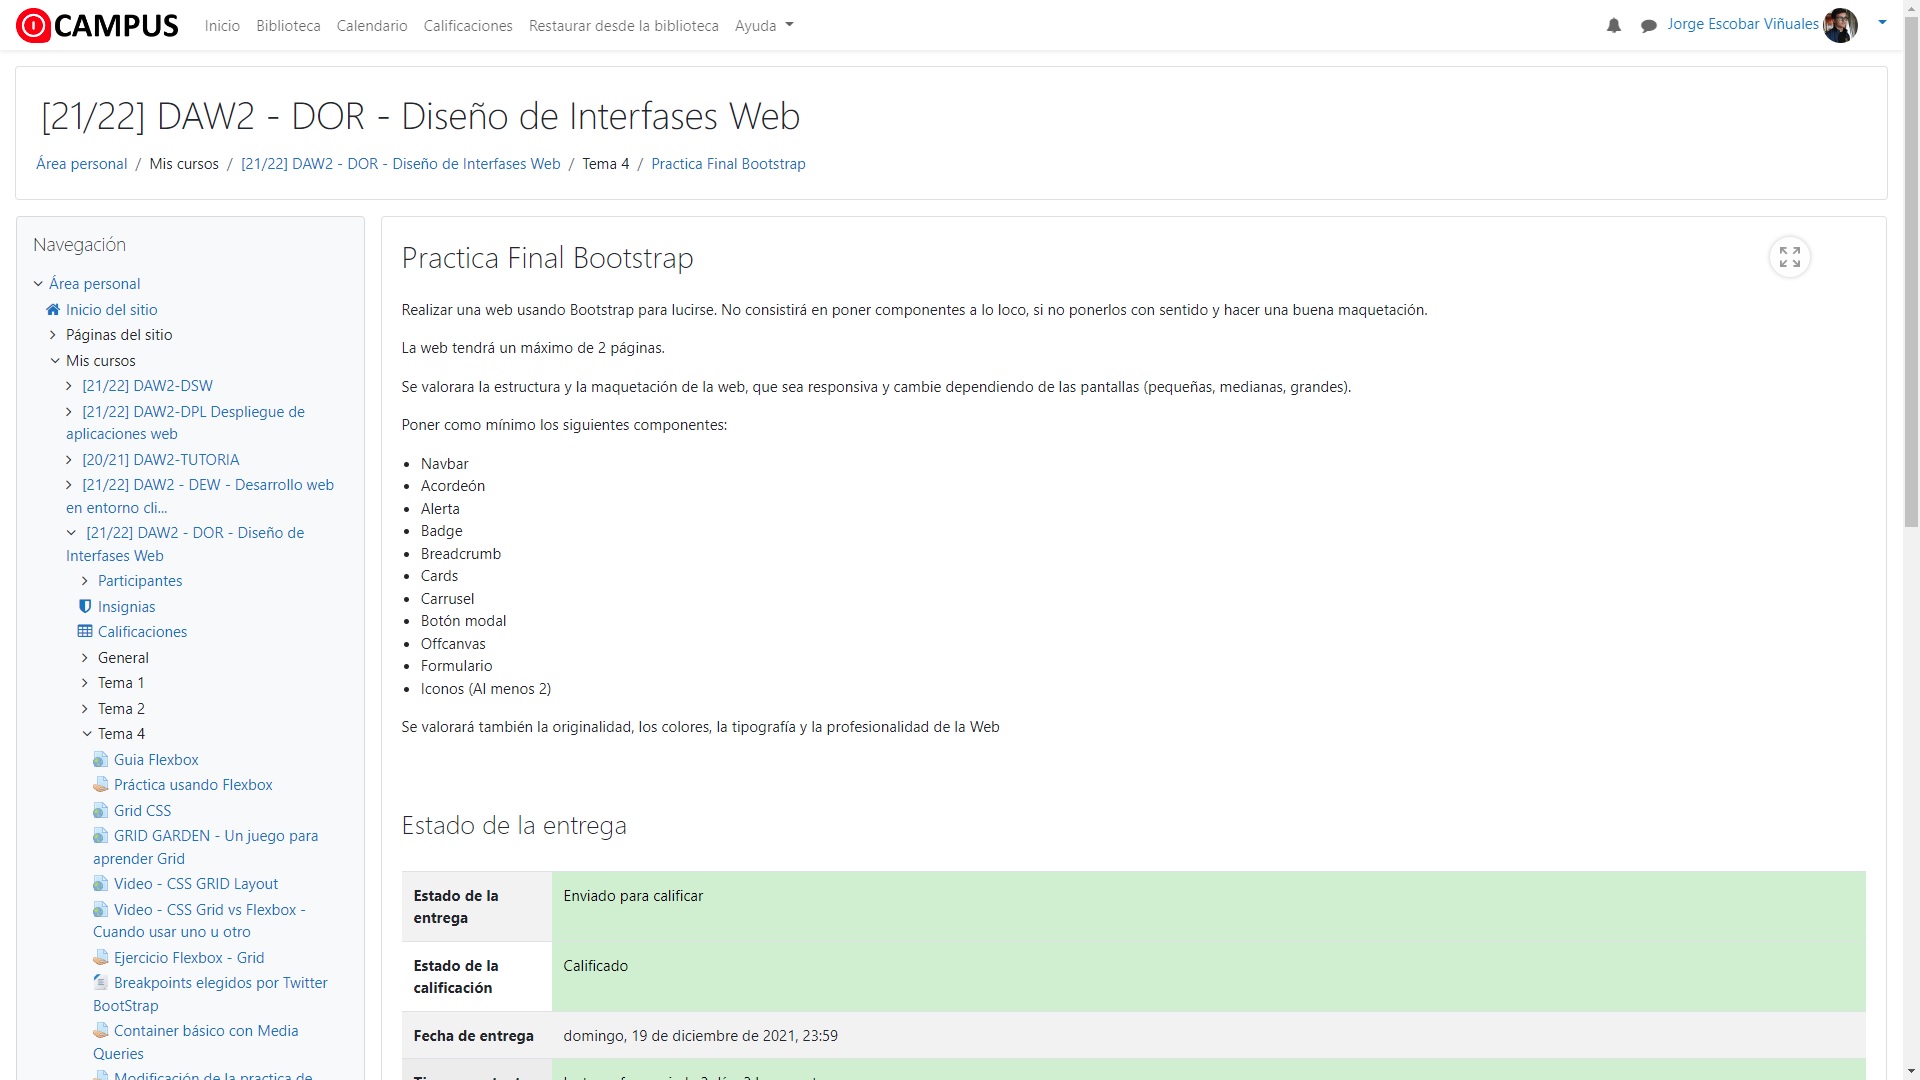 CAMPUS
Inicio
Biblioteca
Calendario
Calificaciones
Restaurar desde la biblioteca
Ayuda
Jorge Escobar Viñuales
[21/22] DAW2 - DOR - Diseño de Interfases Web
Área personal / Mis cursos / [21/22] DAW2 - DOR - Diseño de Interfases Web / Tema 4 / Practica Final Bootstrap
Navegación
Área personal
Inicio del sitio
Páginas del sitio
Mis cursos
[21/22] DAW2-DSW
[21/22] DAW2-DPL Despliegue de
aplicaciones web
[20/21] DAW2-TUTORIA
[21/22] DAW2 - DEW - Desarrollo web
en entorno cli...
[21/22] DAW2 - DOR - Diseño de
Interfases Web
Participantes
Insignias
Calificaciones
General
Tema 1
Tema 2
Tema 4
Guia Flexbox
Práctica usando Flexbox
Grid CSS
GRID GARDEN - Un juego para
aprender Grid
Video - CSS GRID Layout
Video - CSS Grid vs Flexbox -
Cuando usar uno u otro
Ejercicio Flexbox - Grid
Breakpoints elegidos por Twitter
BootStrap
Container básico con Media
Queries
Modificación de la practica de
Practica Final Bootstrap
Realizar una web usando Bootstrap para lucirse. No consistirá en poner componentes a lo loco, si no ponerlos con sentido y hacer una buena maquetación.
La web tendrá un máximo de 2 páginas.
Se valorara la estructura y la maquetación de la web, que sea responsiva y cambie dependiendo de las pantallas (pequeñas, medianas, grandes).
Poner como mínimo los siguientes componentes:
Navbar
Acordeón
Alerta
Badge
Breadcrumb
Cards
Carrusel
Botón modal
Offcanvas
Formulario
Iconos (Al menos 2)
Se valorará también la originalidad, los colores, la tipografía y la profesionalidad de la Web
Estado de la entrega
Estado de la
entrega
Enviado para calificar
Estado de la
calificación
Calificado
Fecha de entrega
domingo, 19 de diciembre de 2021, 23:59